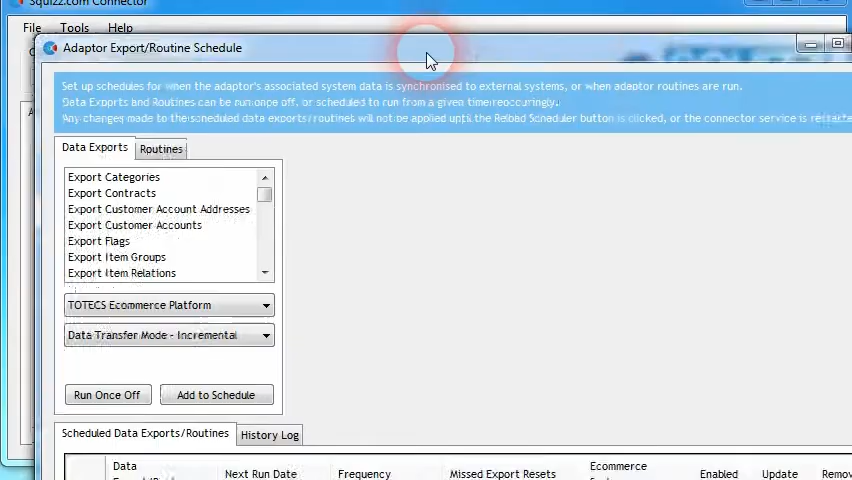 Squizz.com Connector
File Tools Help
Adaptor Export/Routine Schedule
Set up schedules for when the adaptor's associated system data is synchronised to external systems, or when adaptor routines are run.
Data Exports and Routines can be run once off, or scheduled to run from a given time reoccuringly.
Any changes made to the scheduled data exports/routines will not be applied until the Reload Scheduler button is clicked, or the connector service is
Data Exports Routines
Export Categories
Export Contracts
Export Customer Account Addresses
Export Customer Accounts
Export Flags
Export Item Groups
Export Item Relations
TOTECS Ecommerce Platform
Data Transfer Mode - Incremental
Run Once Off Add to Schedule
Scheduled Data Exports/Routines History Log
Data Next Run Date Frequency Missed Export Resets Ecommerce Enabled Update